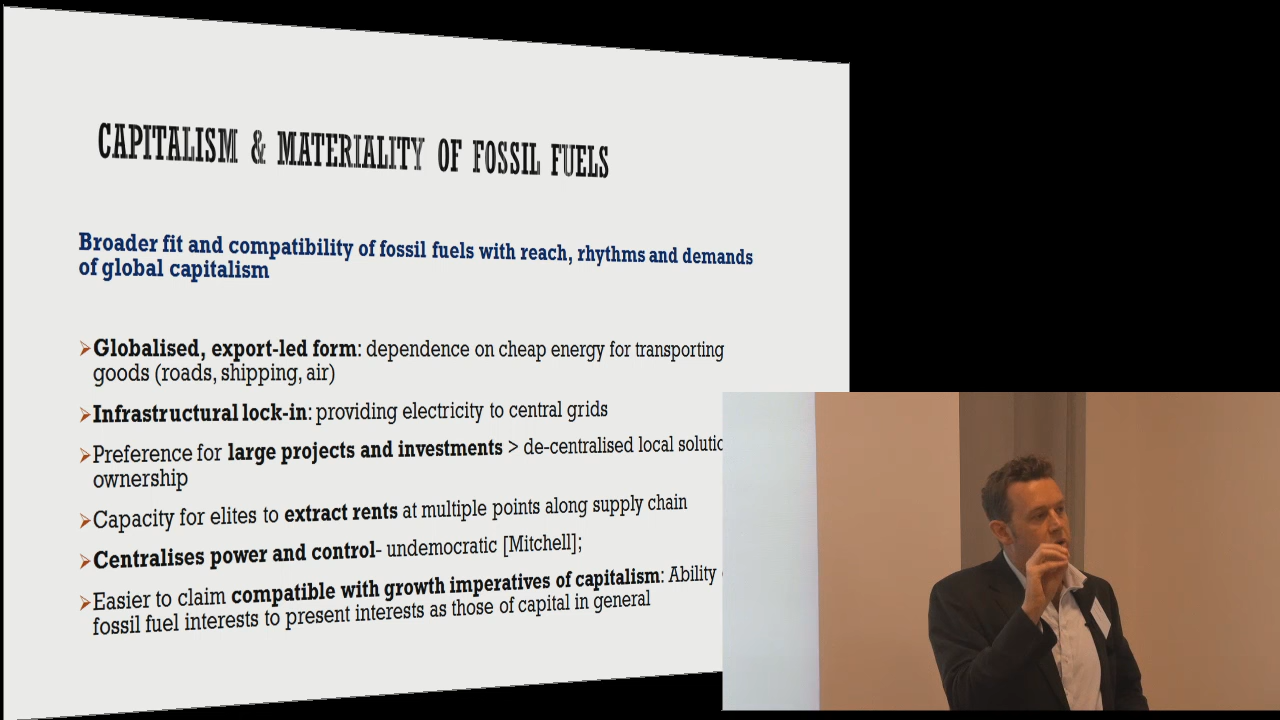 CAPITALISM & MATERIALITY OF FOSSIL FUELS
Broader fit and compatibility of fossil fuels with reach, rhythms and demands
of global capitalism
Globalised, export-led form: dependence on cheap energy for transporting
goods (roads, shipping, air)
Infrastructural lock-in: providing electricity to central grids
Preference for large projects and investments > de-centralised local
ownership
Capacity for elites to extract rents at multiple points along supply chain
Centralises power and control- undemocratic [Mitchell];
Easier to claim compatible with growth imperatives of capitalism: Ability
fossil fuel interests to present interests as those of capital in general